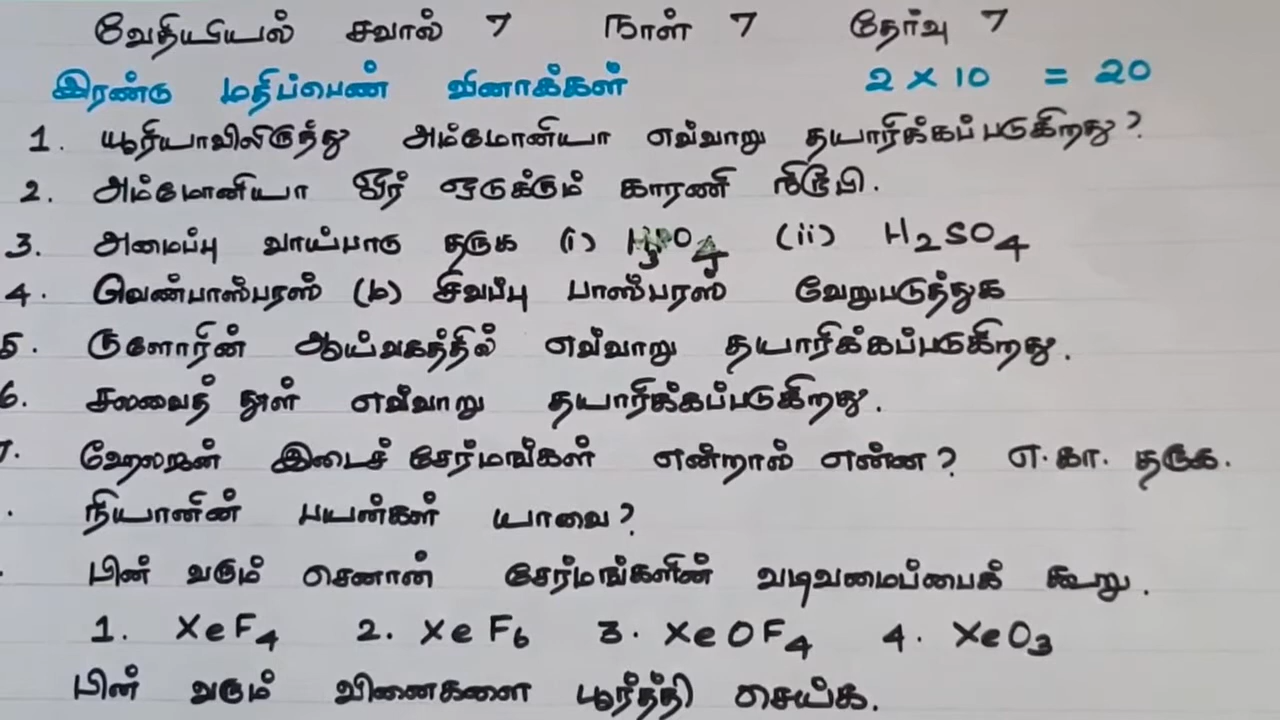 வேதியியல் சவால் 7 நாள் 7 தேர்வு 7
இரண்டு மதிப்பெண் வினாக்கள் 2 × 10 = 20
1. யூரியாவிலிருந்து அம்மோனியா எவ்வாறு தயாரிக்கப்படுகிறது?
2. அம்மோனியா ஓர் ஒடுக்கும் காரணி நிரூபி.
3. அமைப்பு வாய்பாடு தருக (i) (ii) H2SO4
4. வெண்பாஸ்பரஸ் (ம) சிவப்பு பாஸ்பரஸ் வேறுபடுத்துக
5. குளோரின் ஆய்வகத்தில் எவ்வாறு தயாரிக்கப்படுகிறது.
6. சலவைத் தூள் எவ்வாறு தயாரிக்கப்படுகிறது.
7. ஹேலஜன் இடைச் சேர்மங்கள் என்றால் என்ன? எ.கா. தருக.
நியானின் பயன்கள் யாவை?
பின் வரும் செனான் சேர்மங்களின் வடிவமைப்பைக் கூறு.
1. XeF4 2. XeF6 3. XeOF4 4. XeO3
பின் வரும் வினைகளை பூர்த்தி செய்க.